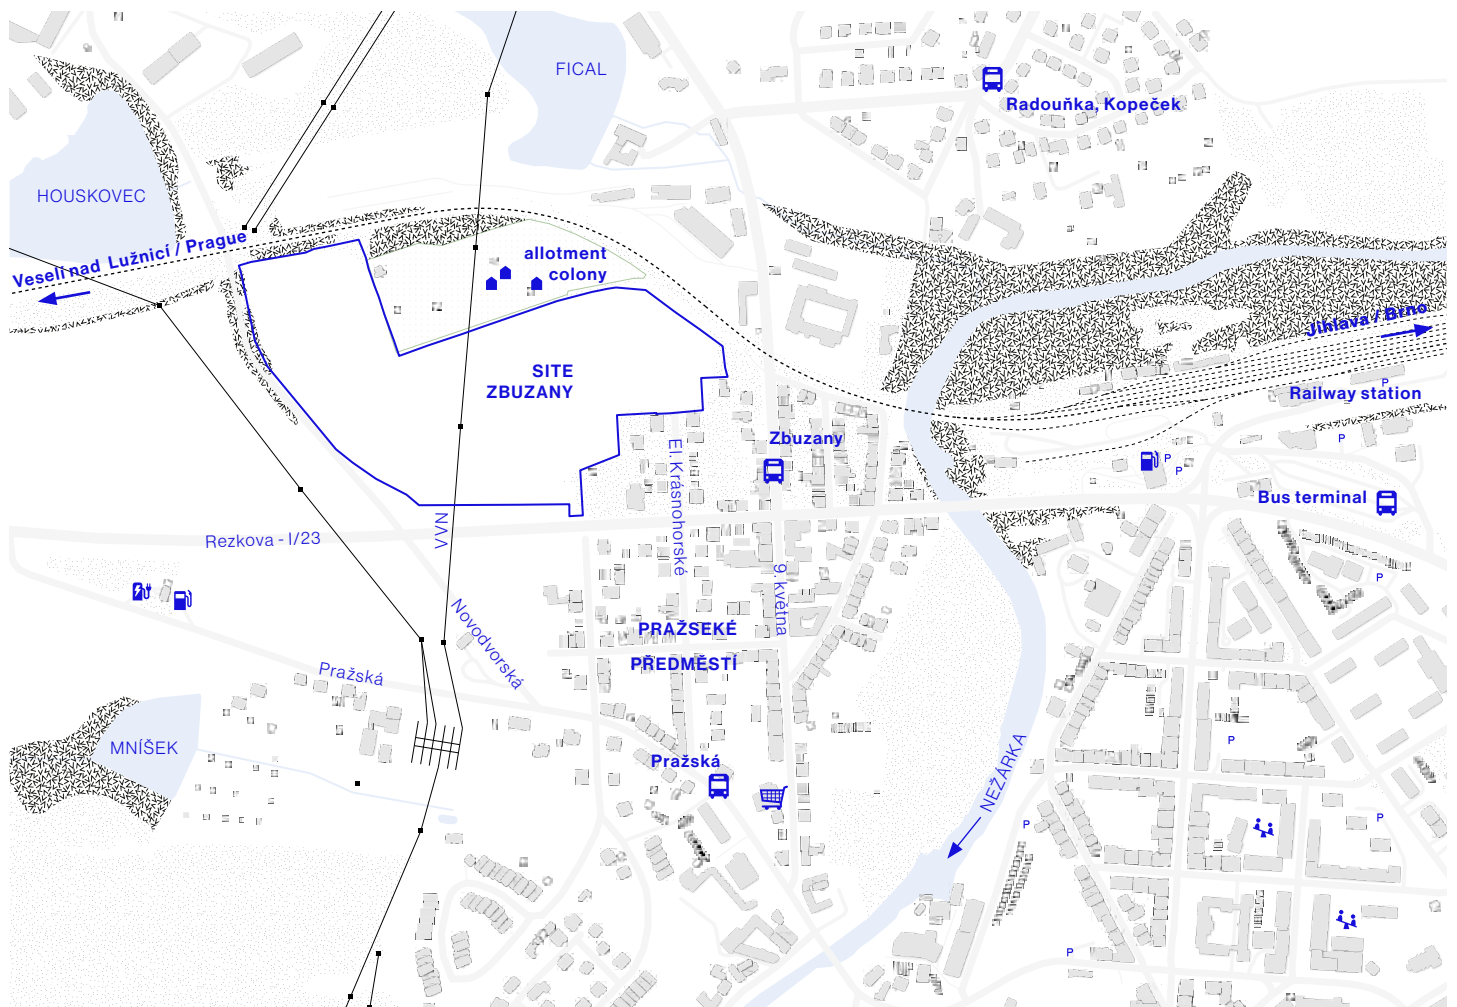 FICAL
Radouňka, Kopeček
HOUSKOVEC
Veselí nad Lužnicí / Prague
allotment
colony
Jihlava / Brno
SITE
ZBUZANY
P
Railway station
Zbuzany
P
El. Krásnohorské
P
P
Bus terminal
VVN
Rezkova - I/23
9. května
P
Novodvorská
PRAŽSEKÉ
PŘEDMĚSTÍ
Pražská
MNÍŠEK
P
Pražská
NEŽÁRKA
P
P
P